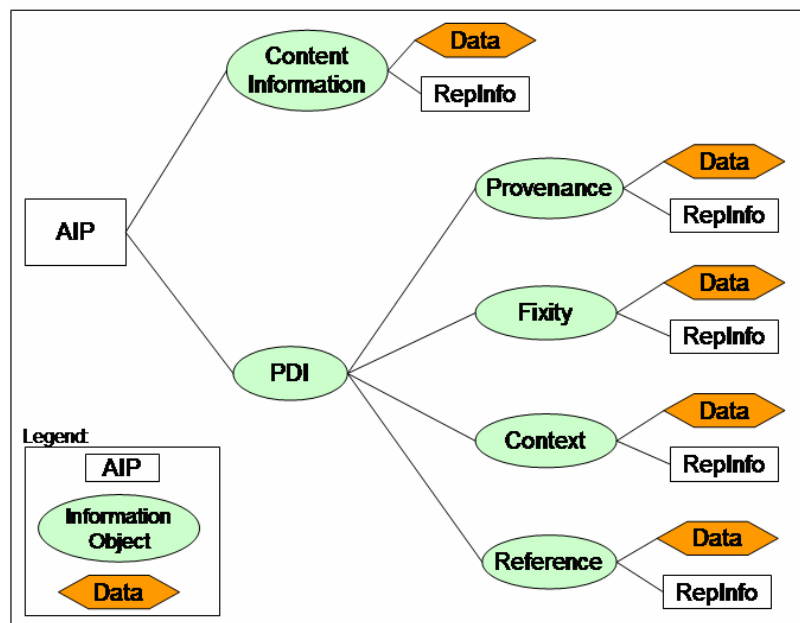 Content
Information
Data
RepInfo
AIP
Provenance
Data
RepInfo
Fixity
Data
RepInfo
PDI
Context
Data
RepInfo
Reference
Data
RepInfo
Legend:
AIP
Information
Object
Data